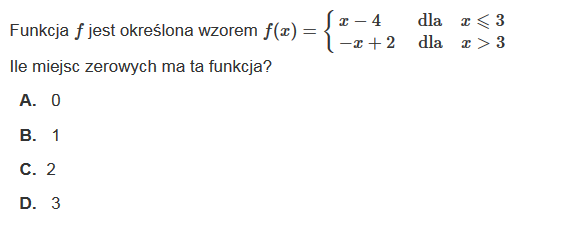 Funkcja f jest określona wzorem f(x) = { x − 4 dla x ⩽ 3
−x + 2 dla x > 3
Ile miejsc zerowych ma ta funkcja?
A. 0
B. 1
C. 2
D. 3